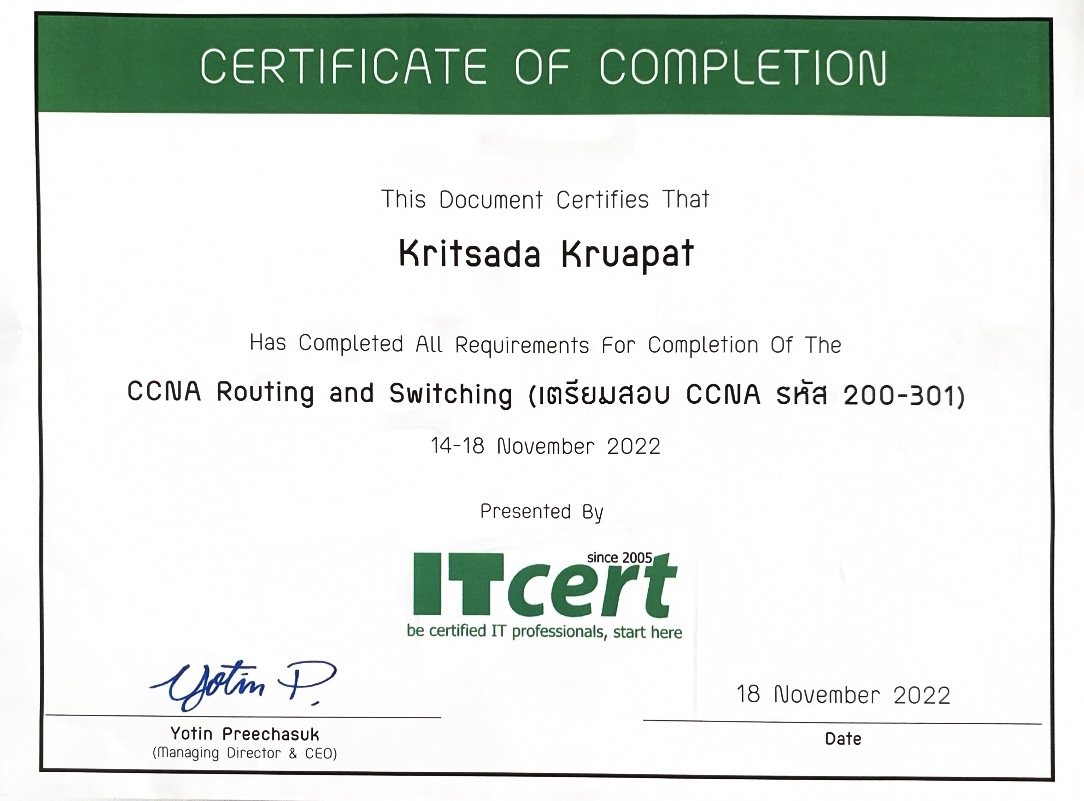 CERTIFICATE OF COMPLETION
This Document Certifies That
Kritsada Kruapat
Has Completed All Requirements For Completion Of The
CCNA Routing and Switching (เตรียมสอบ CCNA รหัส 200-301)
14-18 November 2022
Presented By
since 2005
ITcert
be certified IT professionals, start here
Yotin P.
18 November 2022
Yotin Preechasuk
Date
(Managing Director & CEO)